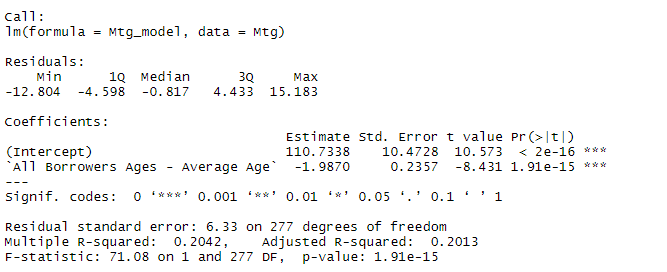 Call:
lm(formula = Mtg_model, data = Mtg)
Residuals:
    Min      1Q  Median      3Q     Max
-12.804  -4.598  -0.817   4.433  15.183
Coefficients:
                                   Estimate Std. Error t value Pr(>|t|)
(Intercept)                        110.7338    10.4728  10.573  < 2e-16 ***
`All Borrowers Ages - Average Age`  -1.9870     0.2357  -8.431 1.91e-15 ***
---
Signif. codes:  0 ‘***’ 0.001 ‘**’ 0.01 ‘*’ 0.05 ‘.’ 0.1 ‘ ’ 1
Residual standard error: 6.33 on 277 degrees of freedom
Multiple R-squared:  0.2042,    Adjusted R-squared:  0.2013
F-statistic: 71.08 on 1 and 277 DF,  p-value: 1.91e-15